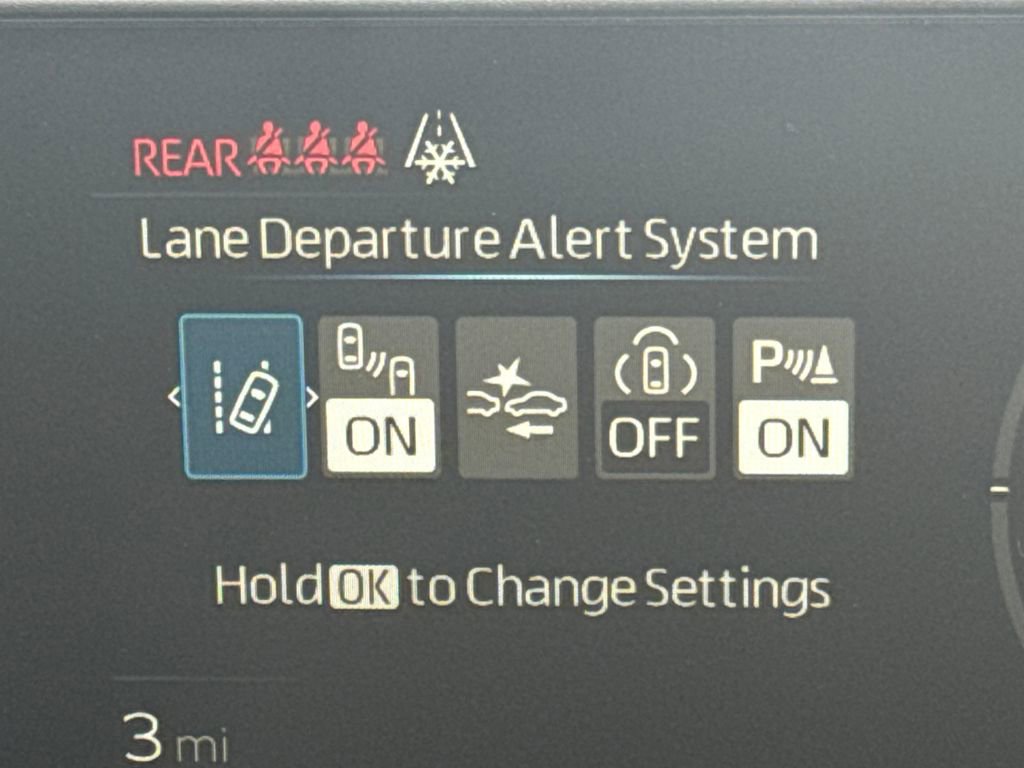 REAR
Lane Departure Alert System
ON OFF P ON
Hold OK to Change Settings
3 mi